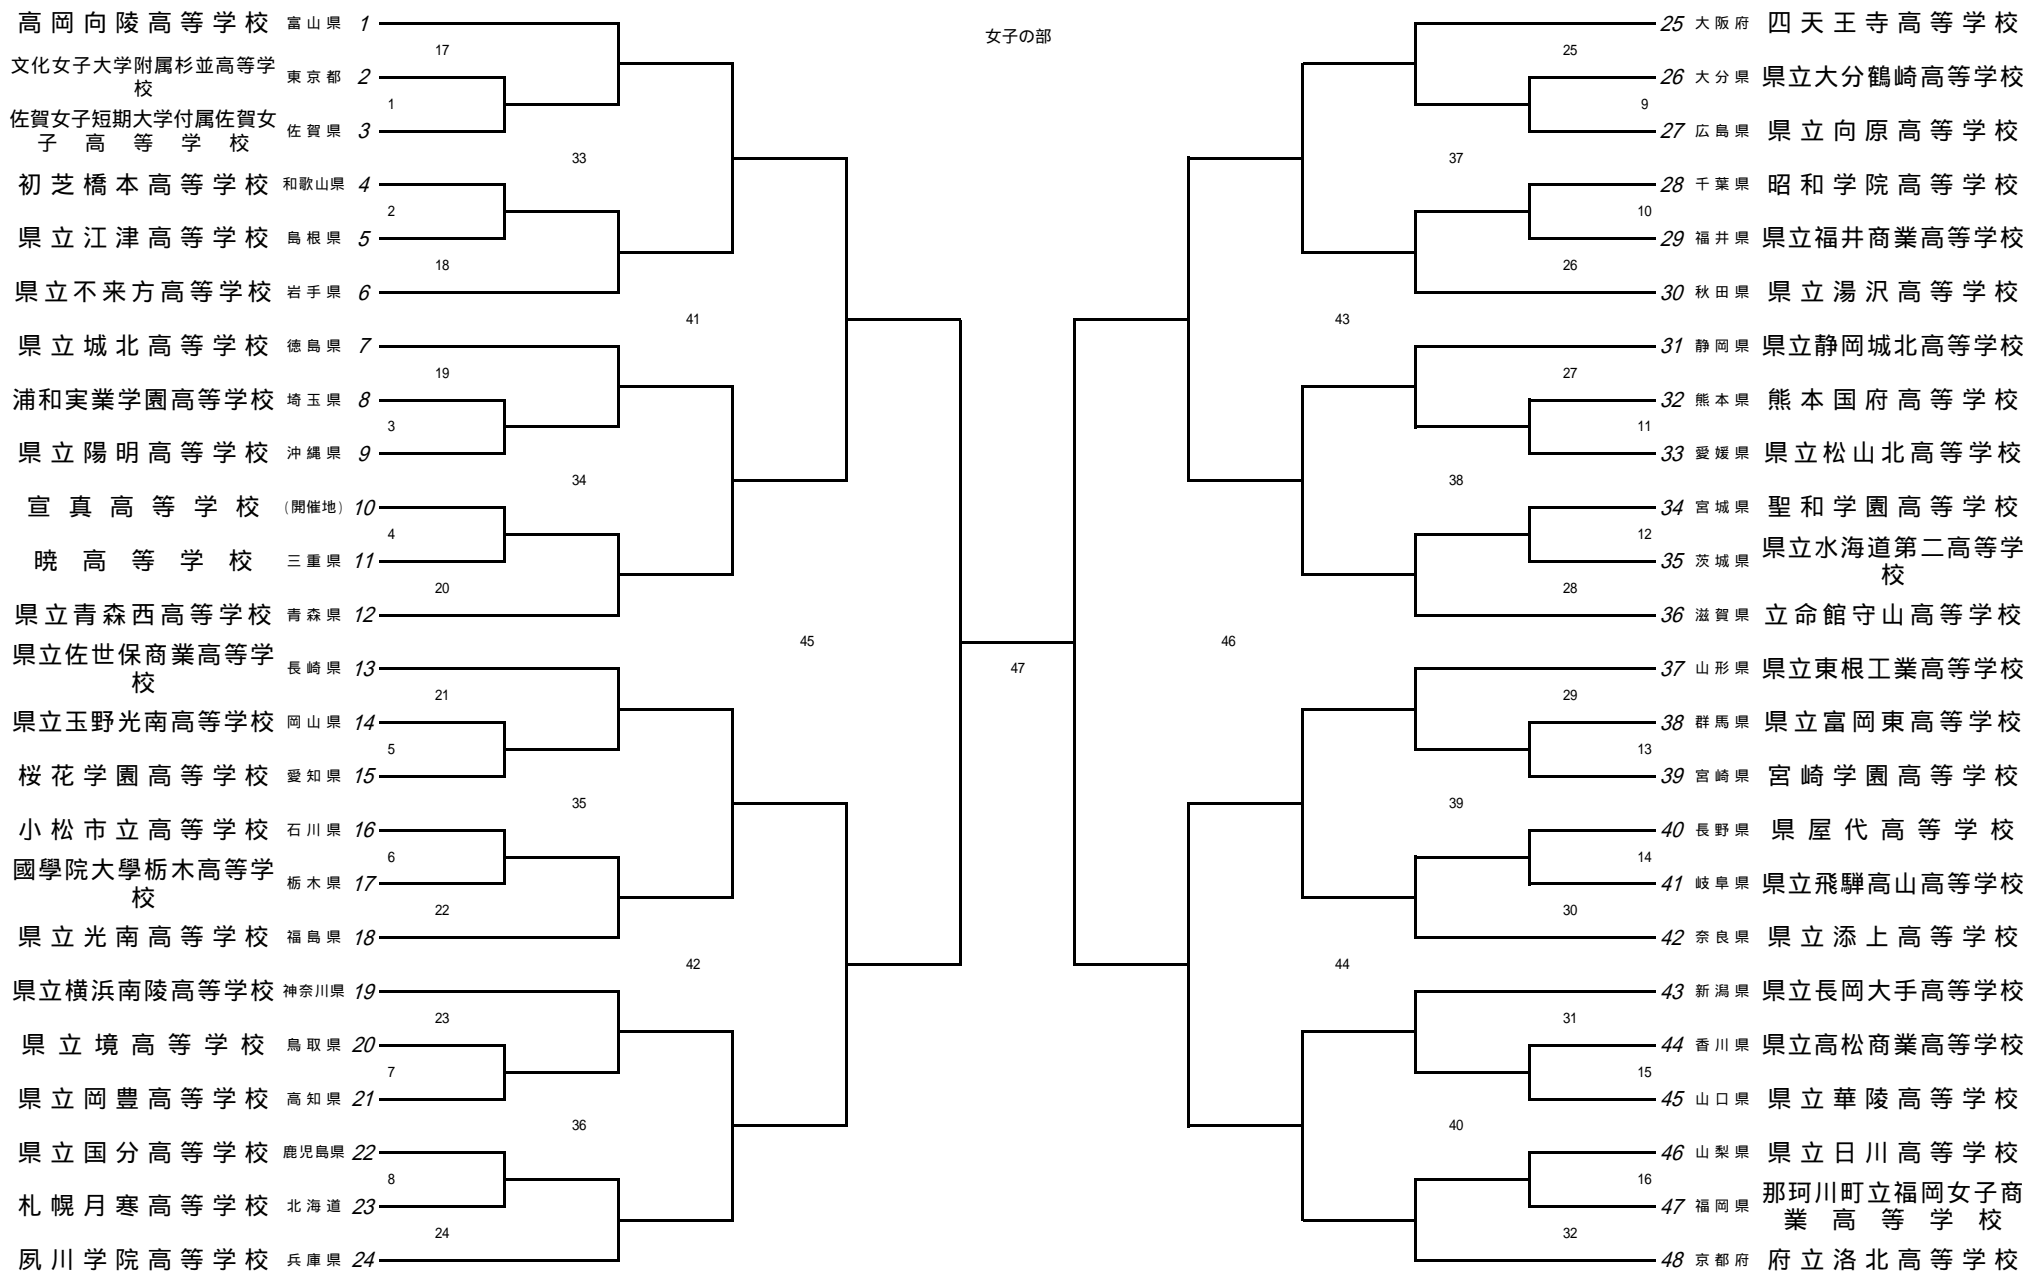 女子の部
高岡向陵高等学校 富山県 1
17
文化女子大学附属杉並高等学
校
東京都 2
1
佐賀女子短期大学付属佐賀女
子高等学校
佐賀県 3
33
初芝橋本高等学校 和歌山県 4
2
県立江津高等学校 島根県 5
18
県立不来方高等学校 岩手県 6
41
県立城北高等学校 徳島県 7
19
浦和実業学園高等学校 埼玉県 8
3
県立陽明高等学校 沖縄県 9
34
宣真高等学校 (開催地) 10
4
暁高等学校 三重県 11
20
県立青森西高等学校 青森県 12
45
県立佐世保商業高等学
校
長崎県 13
21
県立玉野光南高等学校 岡山県 14
5
桜花学園高等学校 愛知県 15
35
小松市立高等学校 石川県 16
6
國學院大學栃木高等学
校
栃木県 17
22
県立光南高等学校 福島県 18
42
県立横浜南陵高等学校 神奈川県 19
23
県立境高等学校 鳥取県 20
7
県立岡豊高等学校 高知県 21
36
県立国分高等学校 鹿児島県 22
8
札幌月寒高等学校 北海道 23
24
夙川学院高等学校 兵庫県 24
47
25 大阪府 四天王寺高等学校
25
26 大分県 県立大分鶴崎高等学校
9
27 広島県 県立向原高等学校
37
28 千葉県 昭和学院高等学校
10
29 福井県 県立福井商業高等学校
26
30 秋田県 県立湯沢高等学校
43
31 静岡県 県立静岡城北高等学校
27
32 熊本県 熊本国府高等学校
11
33 愛媛県 県立松山北高等学校
38
34 宮城県 聖和学園高等学校
12
35 茨城県 県立水海道第二高等学
校
28
36 滋賀県 立命館守山高等学校
46
37 山形県 県立東根工業高等学校
29
38 群馬県 県立富岡東高等学校
13
39 宮崎県 宮崎学園高等学校
39
40 長野県 県屋代高等学校
14
41 岐阜県 県立飛騨高山高等学校
30
42 奈良県 県立添上高等学校
44
43 新潟県 県立長岡大手高等学校
31
44 香川県 県立高松商業高等学校
15
45 山口県 県立華陵高等学校
40
46 山梨県 県立日川高等学校
16
47 福岡県 那珂川町立福岡女子商
業高等学校
32
48 京都府 府立洛北高等学校